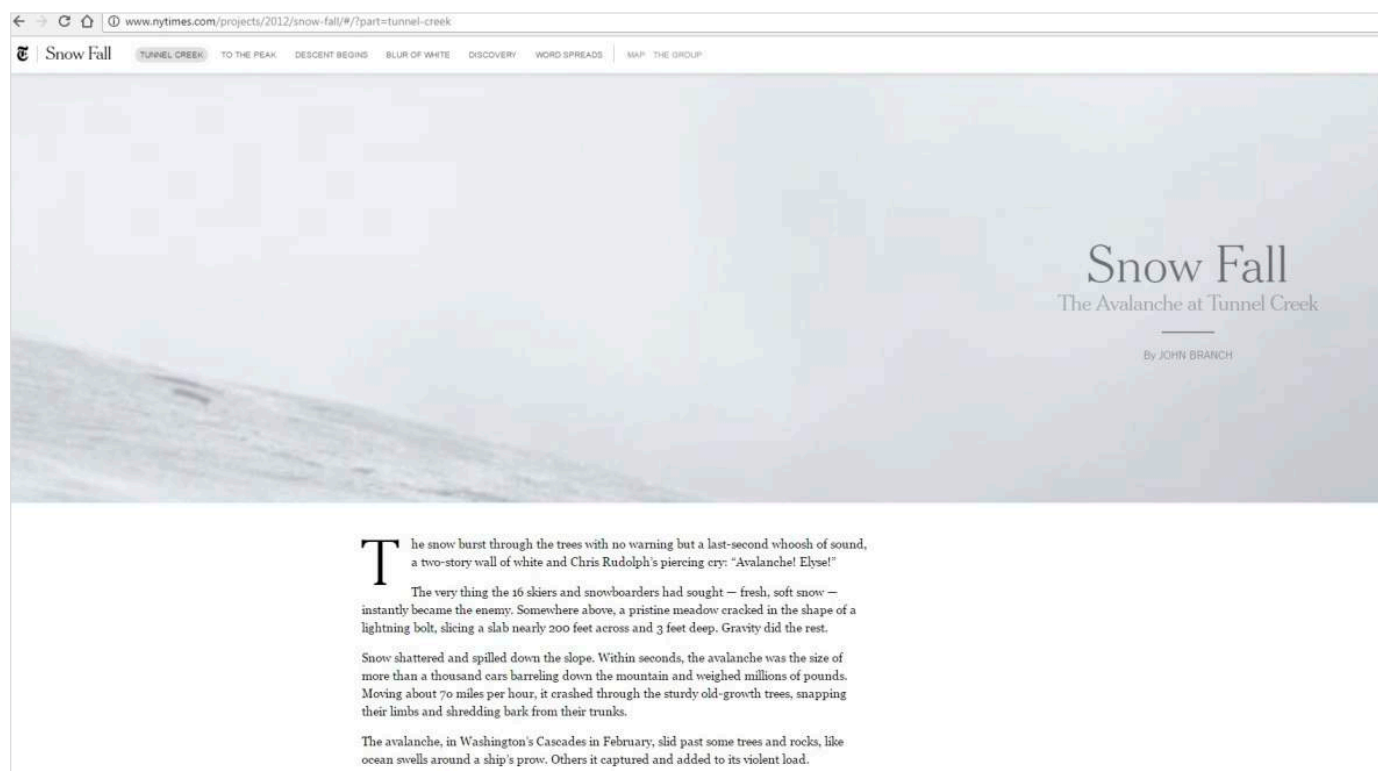 www.nytimes.com/projects/2012/snow-fall/#/?part=tunnel-creek
T Snow Fall TUNNEL CREEK TO THE PEAK DESCENT BEGINS BLUR OF WHITE DISCOVERY WORD SPREADS MAP THE GROUP
Snow Fall
The Avalanche at Tunnel Creek
By JOHN BRANCH
The snow burst through the trees with no warning but a last-second whoosh of sound,
a two-story wall of white and Chris Rudolph’s piercing cry: “Avalanche! Elyse!”
The very thing the 16 skiers and snowboarders had sought — fresh, soft snow —
instantly became the enemy. Somewhere above, a pristine meadow cracked in the shape of a
lightning bolt, slicing a slab nearly 200 feet across and 3 feet deep. Gravity did the rest.
Snow shattered and spilled down the slope. Within seconds, the avalanche was the size of
more than a thousand cars barreling down the mountain and weighed millions of pounds.
Moving about 70 miles per hour, it crashed through the sturdy old-growth trees, snapping
their limbs and shredding bark from their trunks.
The avalanche, in Washington’s Cascades in February, slid past some trees and rocks, like
ocean swells around a ship’s prow. Others it captured and added to its violent load.